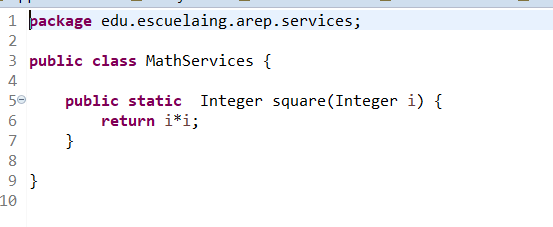 1 package edu.escuelaing.arep.services;
2
3 public class MathServices {
4
5 public static  Integer square(Integer i) {
6 return i*i;
7 }
8
9 }
10